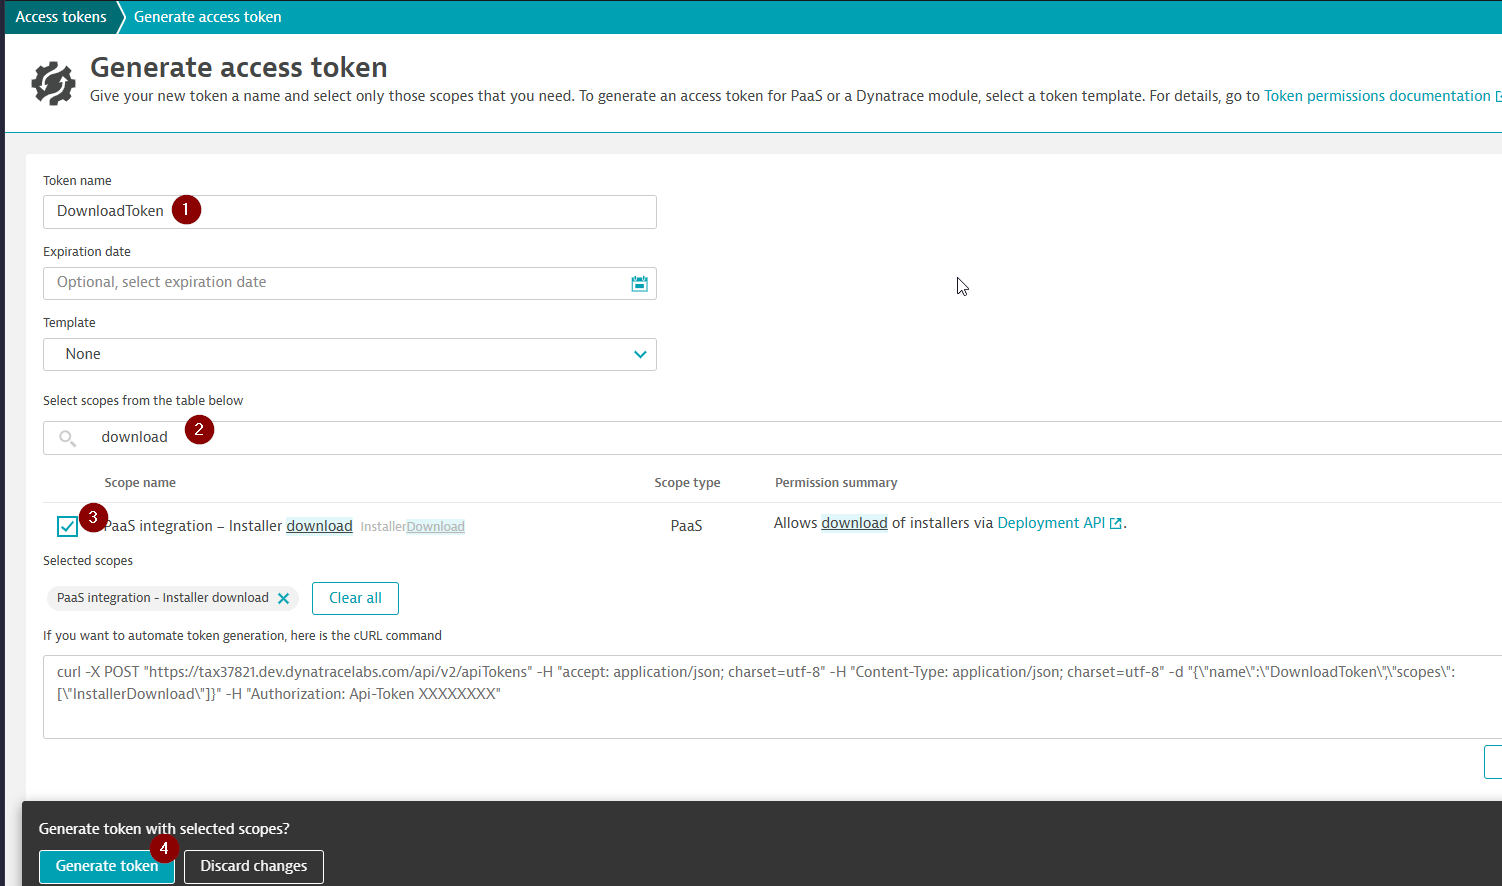 Access tokens Generate access token
Generate access token
Give your new token a name and select only those scopes that you need. To generate an access token for PaaS or a Dynatrace module, select a token template. For details, go to Token permissions documentation
Token name
DownloadToken 1
Expiration date
Optional, select expiration date
Template
None
Select scopes from the table below
download 2
Scope name Scope type Permission summary
3 PaaS integration – Installer download InstallerDownload PaaS Allows download of installers via Deployment API.
Selected scopes
PaaS integration - Installer download Clear all
If you want to automate token generation, here is the cURL command
curl -X POST "https://tax37821.dev.dynatracelabs.com/api/v2/apiTokens" -H "accept: application/json; charset=utf-8" -H "Content-Type: application/json; charset=utf-8" -d "{\"name\":\"DownloadToken\",\"scopes\":
[\"InstallerDownload\"]}" -H "Authorization: Api-Token XXXXXXXX"
Generate token with selected scopes?
4
Generate token Discard changes